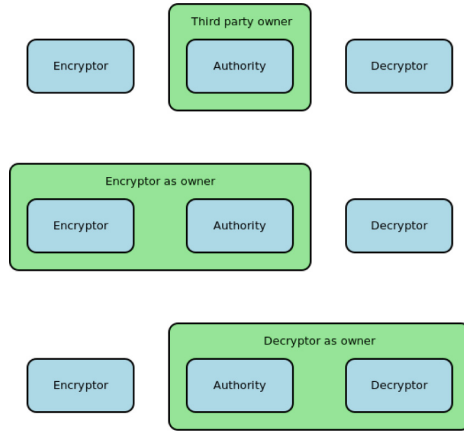 Third party owner
Encryptor Authority Decryptor
Encryptor as owner
Encryptor Authority Decryptor
Decryptor as owner
Encryptor Authority Decryptor